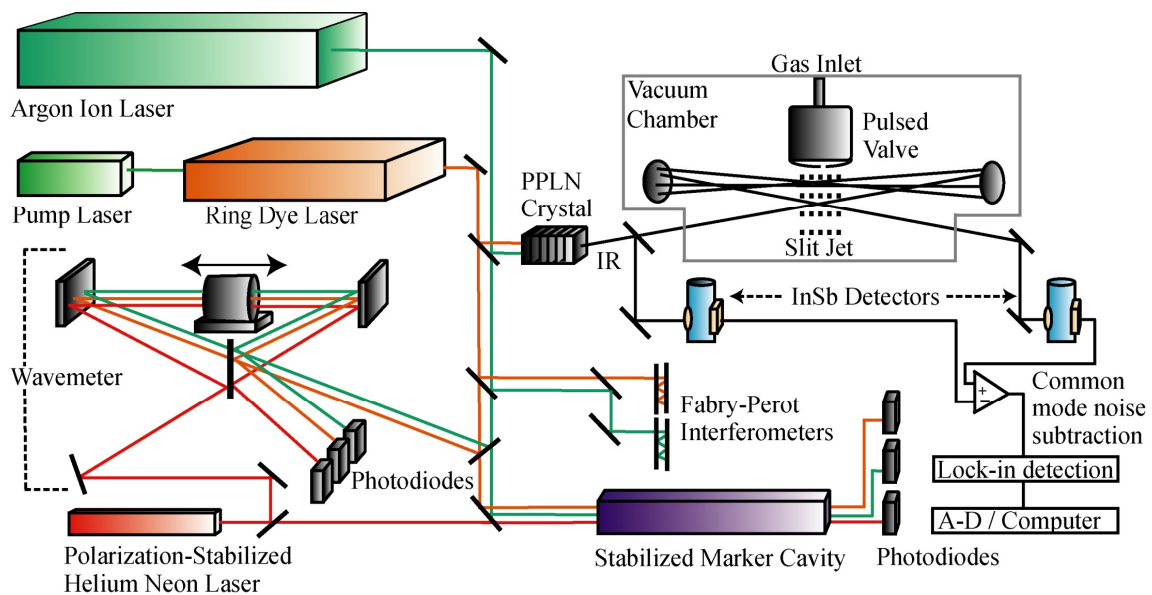 Argon Ion Laser
Pump Laser
Ring Dye Laser
Gas Inlet
Vacuum
Chamber
Pulsed
Valve
PPLN
Crystal
IR
Slit Jet
InSb Detectors
Wavemeter
Fabry-Perot
Interferometers
+
−
Common
mode noise
subtraction
Photodiodes
Lock-in detection
A-D / Computer
Polarization-Stabilized
Helium Neon Laser
Stabilized Marker Cavity
Photodiodes